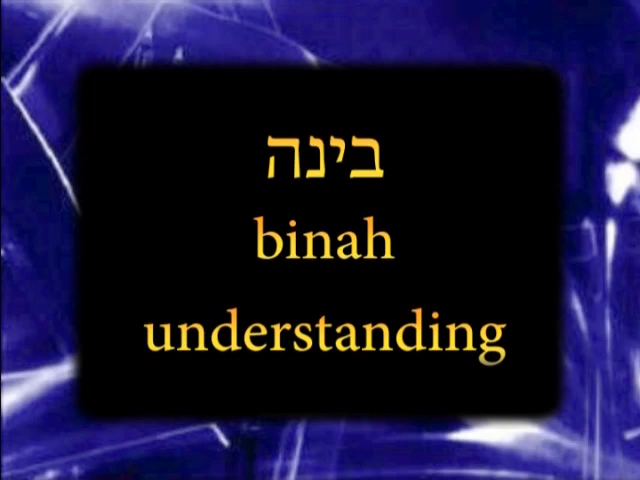 בינה
binah
understanding